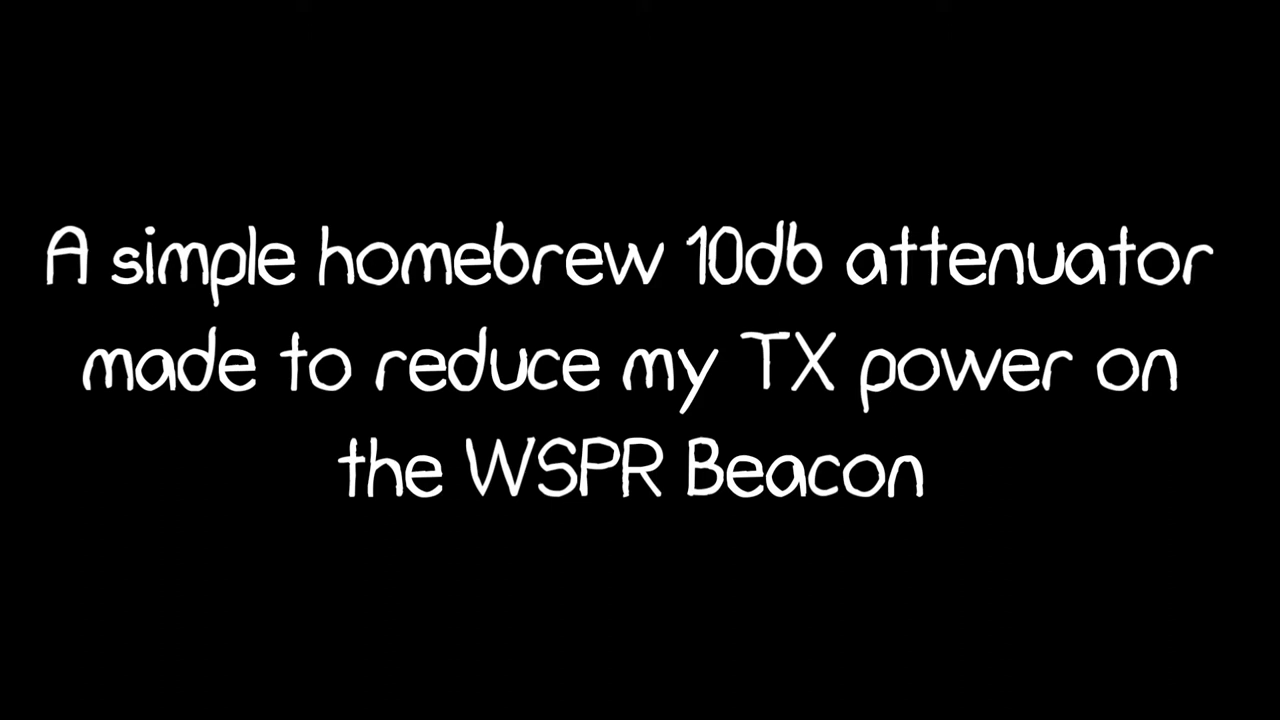 A simple homebrew 10db attenuator
made to reduce my TX power on
the WSPR Beacon